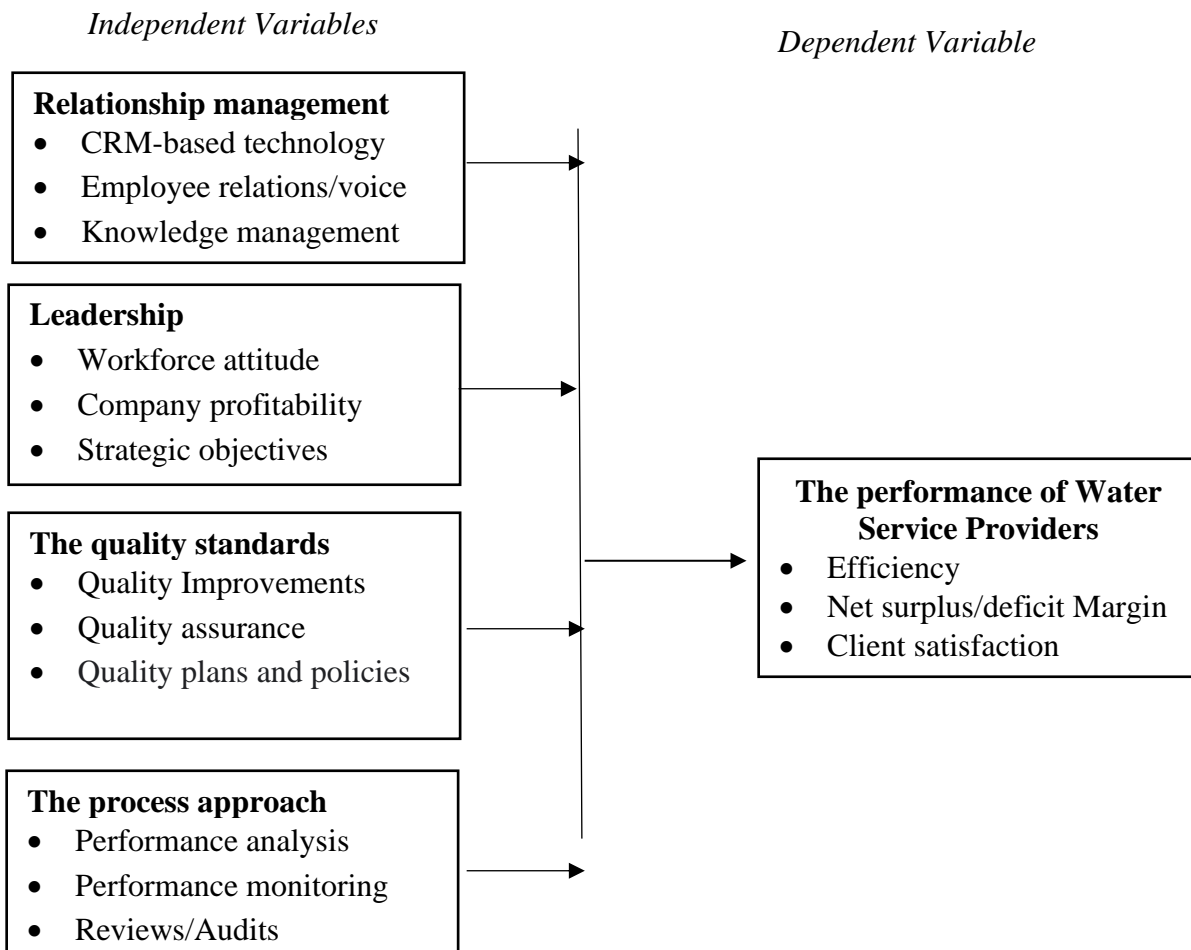 Independent Variables
Dependent Variable
Relationship management
• CRM-based technology
• Employee relations/voice
• Knowledge management
Leadership
• Workforce attitude
• Company profitability
• Strategic objectives
The quality standards
• Quality Improvements
• Quality assurance
• Quality plans and policies
The process approach
• Performance analysis
• Performance monitoring
• Reviews/Audits
The performance of Water
Service Providers
• Efficiency
• Net surplus/deficit Margin
• Client satisfaction